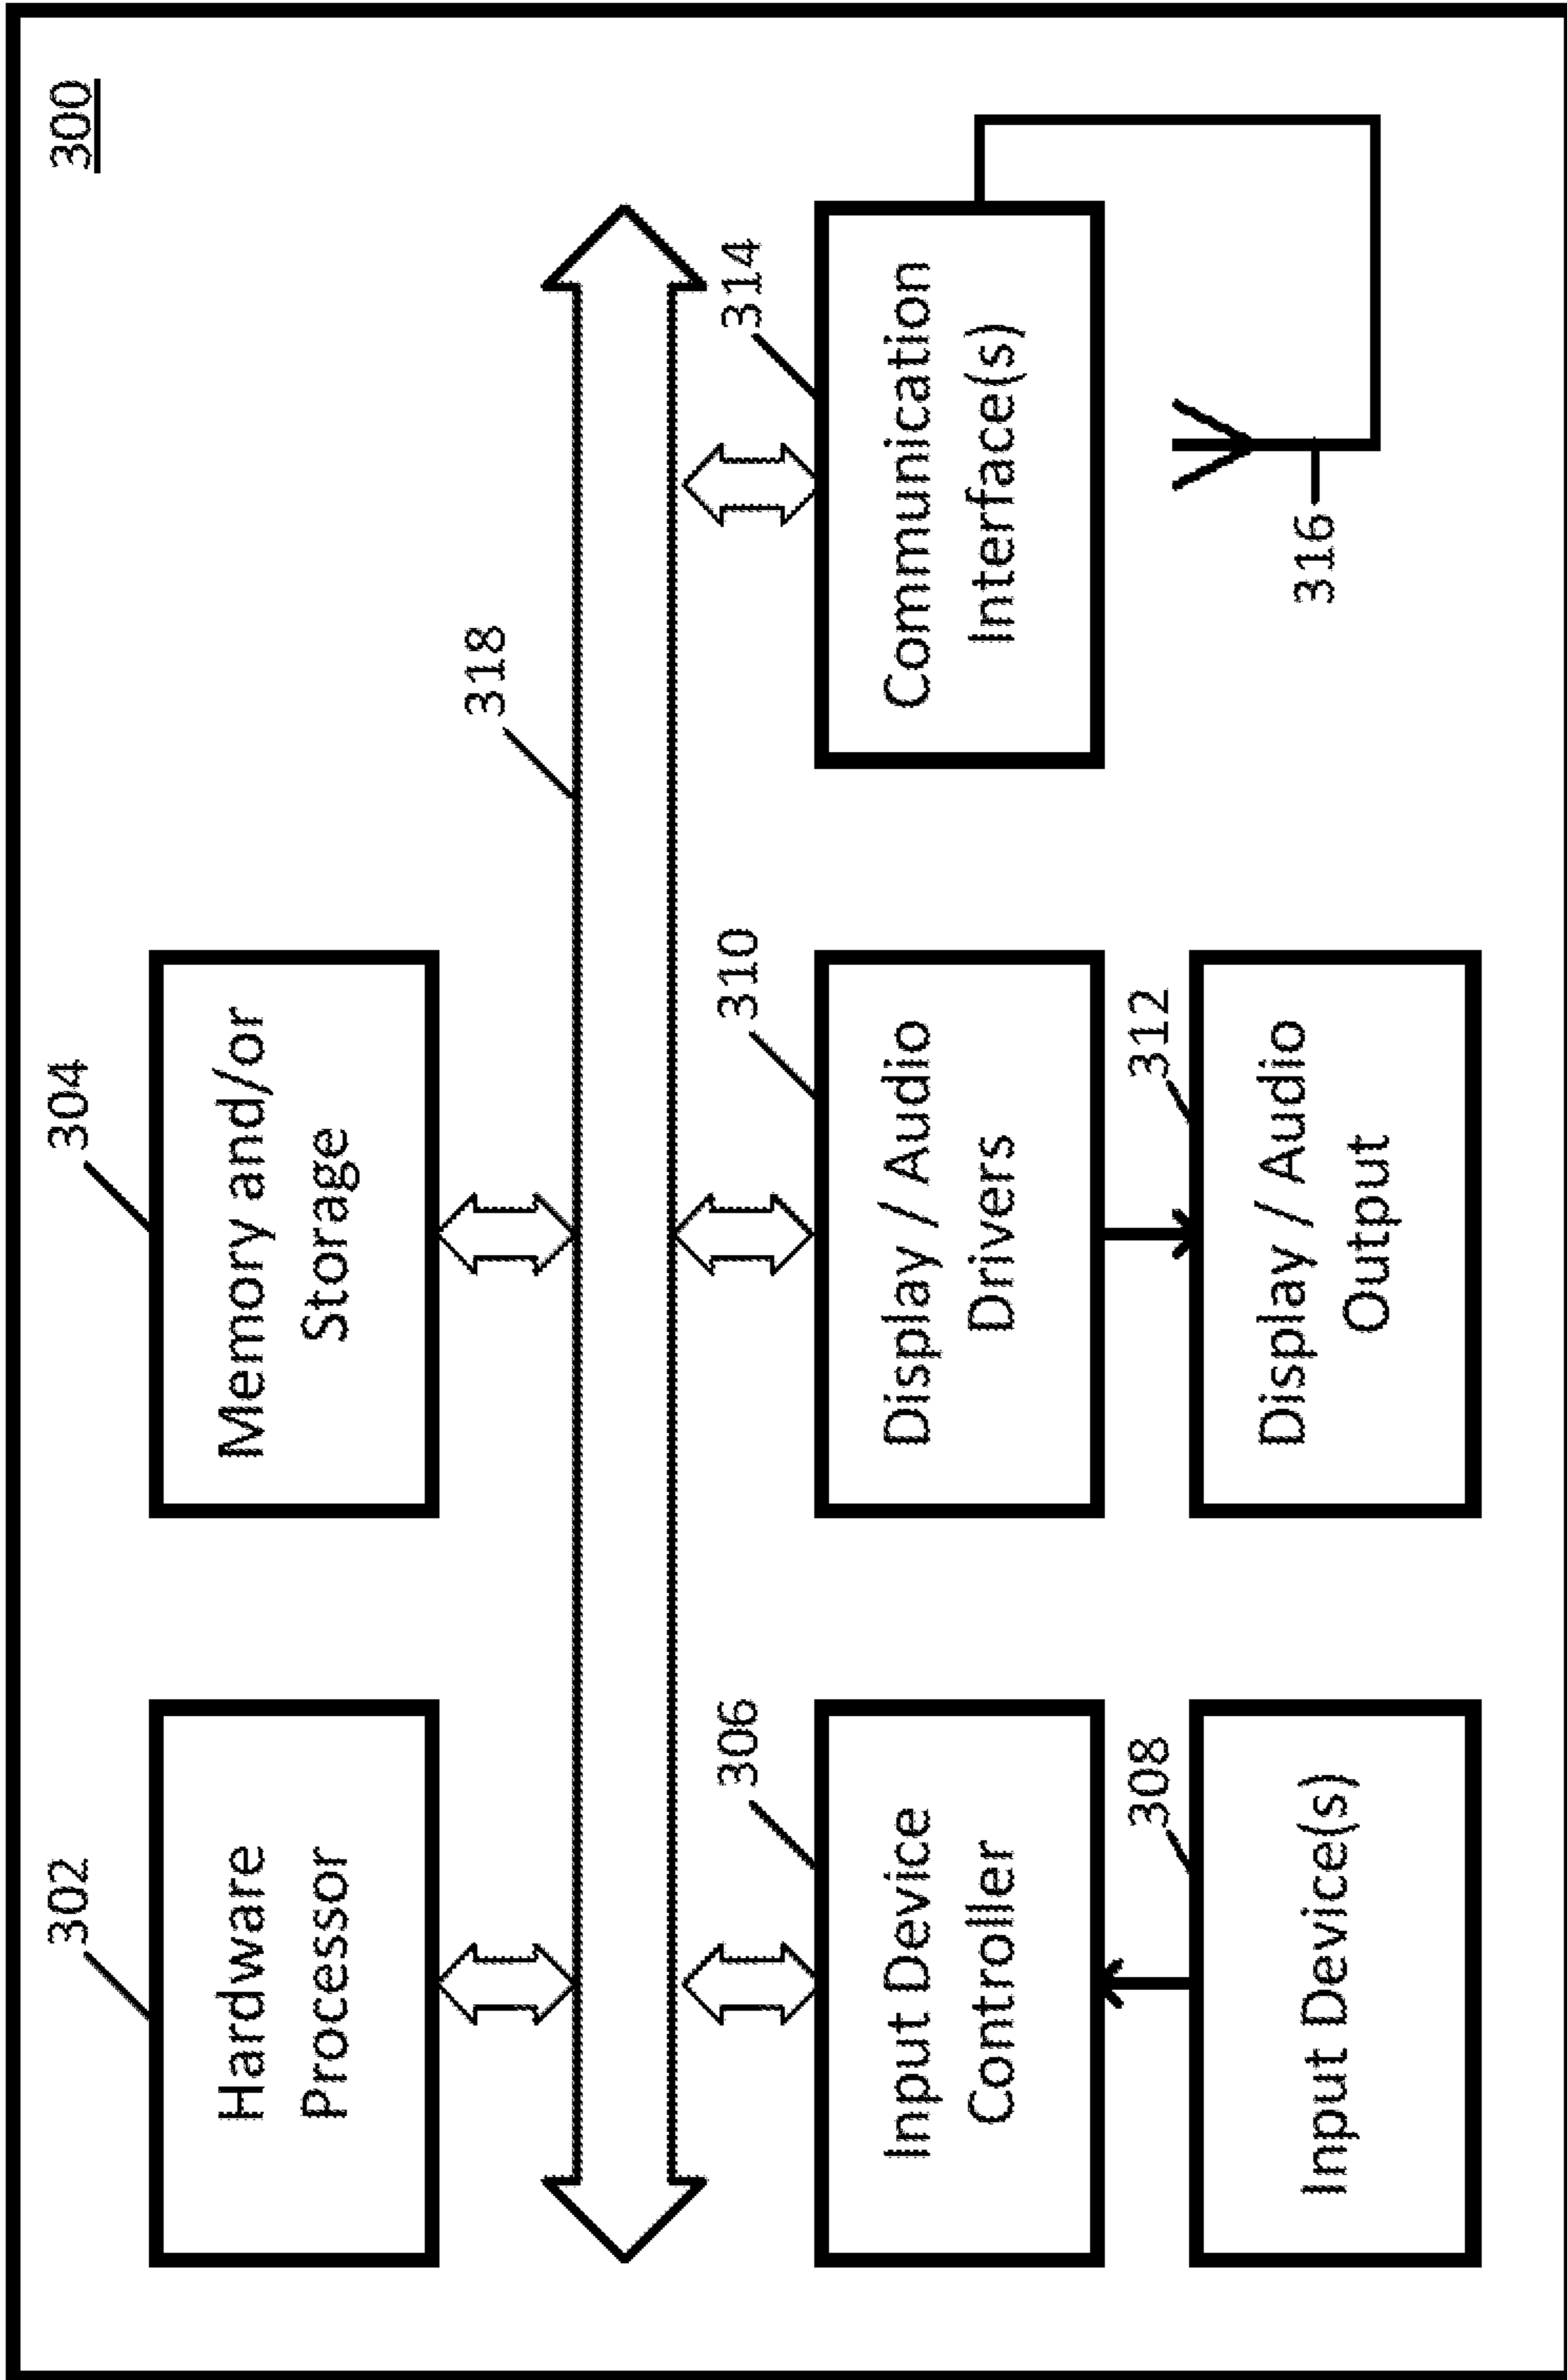 300
302
Hardware
Processor
304
Memory and/or
Storage
318
306
Input Device
Controller
310
Display / Audio
Drivers
314
Communication
Interface(s)
308
Input Device(s)
312
Display / Audio
Output
316